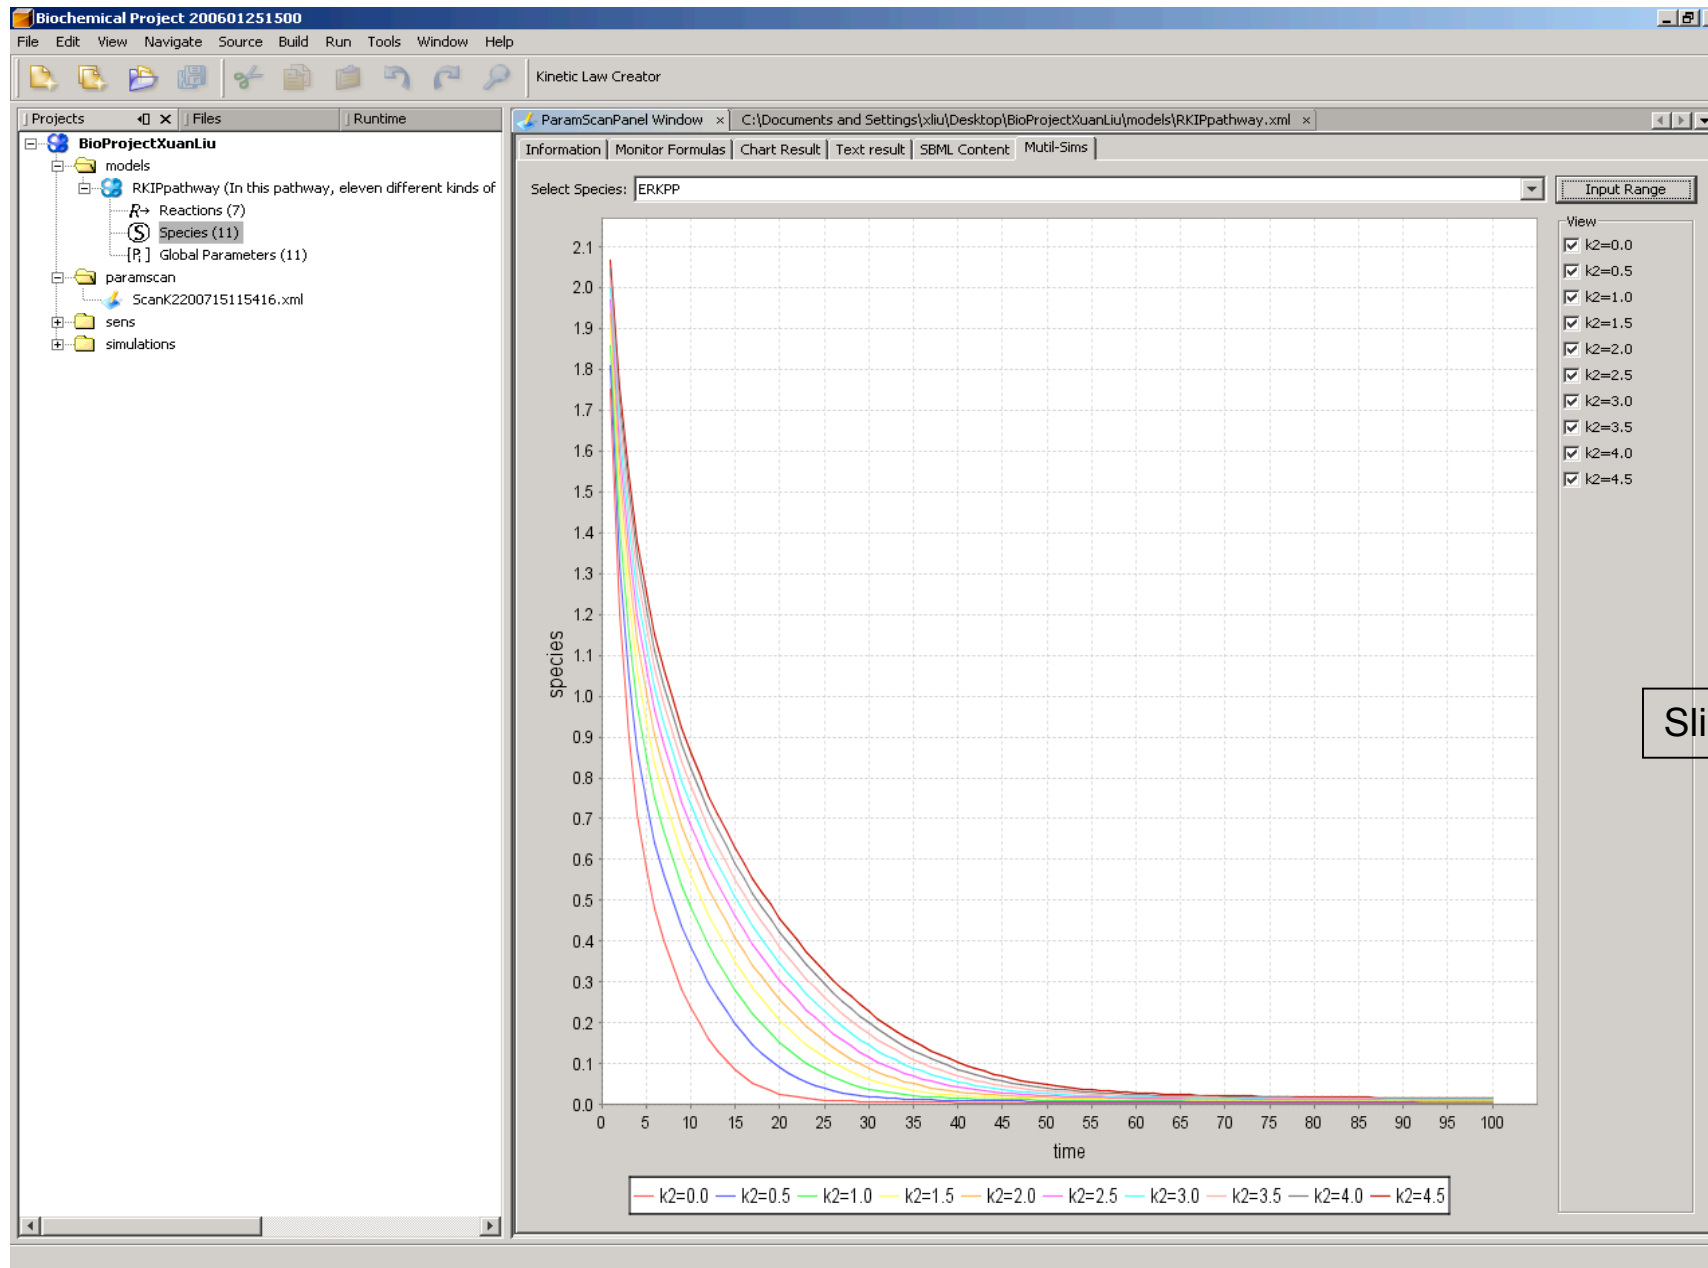 Biochemical Project 200601251500
File Edit View Navigate Source Build Run Tools Window Help
Kinetic Law Creator
Projects Files Runtime
ParamScanPanel Window C:\Documents and Settings\xliu\Desktop\BioProjectXuanLiu\models\RKIPpathway.xml
BioProjectXuanLiu
models
RKIPpathway (In this pathway, eleven different kinds of
R→ Reactions (7)
S Species (11)
[P,] Global Parameters (11)
paramscan
ScanK2200715115416.xml
sens
simulations
Information Monitor Formulas Chart Result Text result SBML Content Mutil-Sims
Select Species: ERKPP
Input Range
View
k2=0.0
k2=0.5
k2=1.0
k2=1.5
k2=2.0
k2=2.5
k2=3.0
k2=3.5
k2=4.0
k2=4.5
Sli
2.1
2.0
1.9
1.8
1.7
1.6
1.5
1.4
1.3
1.2
1.1
1.0
0.9
0.8
0.7
0.6
0.5
0.4
0.3
0.2
0.1
0.0
species
0 5 10 15 20 25 30 35 40 45 50 55 60 65 70 75 80 85 90 95 100
time
k2=0.0 k2=0.5 k2=1.0 k2=1.5 k2=2.0 k2=2.5 k2=3.0 k2=3.5 k2=4.0 k2=4.5